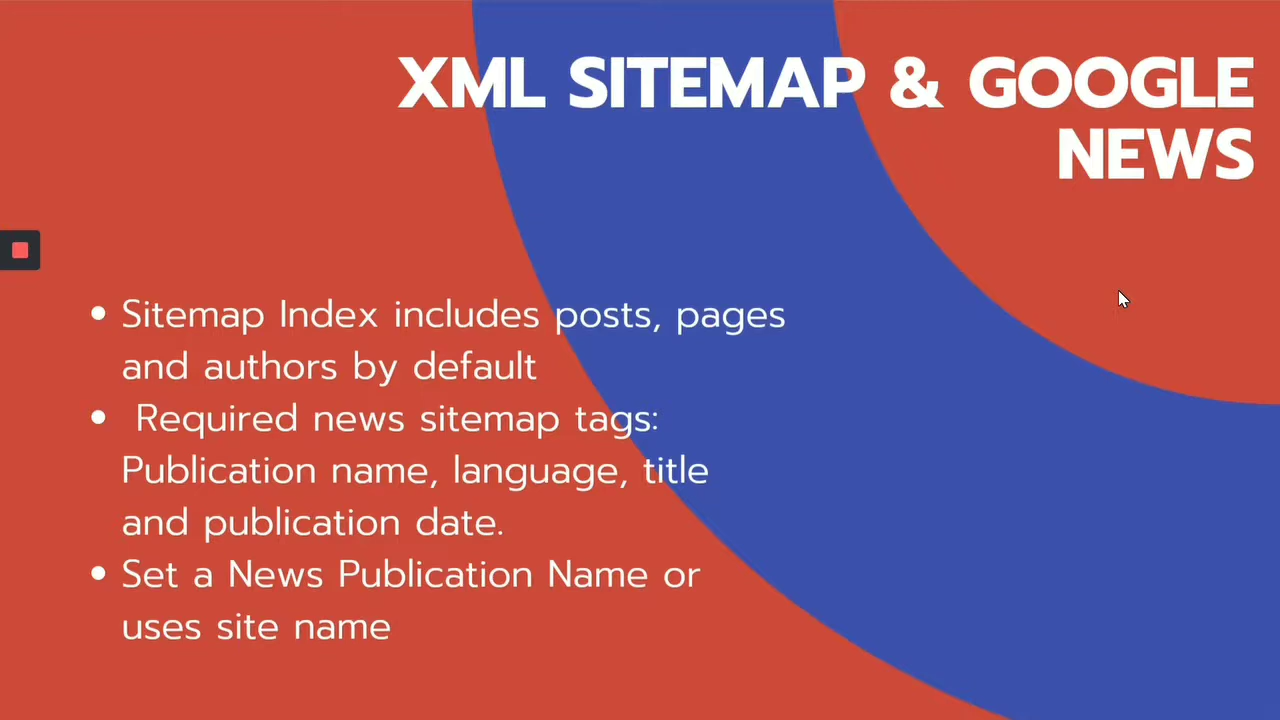 XML SITEMAP & GOOGLE
NEWS
• Sitemap Index includes posts, pages
and authors by default
• Required news sitemap tags:
Publication name, language, title
and publication date.
• Set a News Publication Name or
uses site name